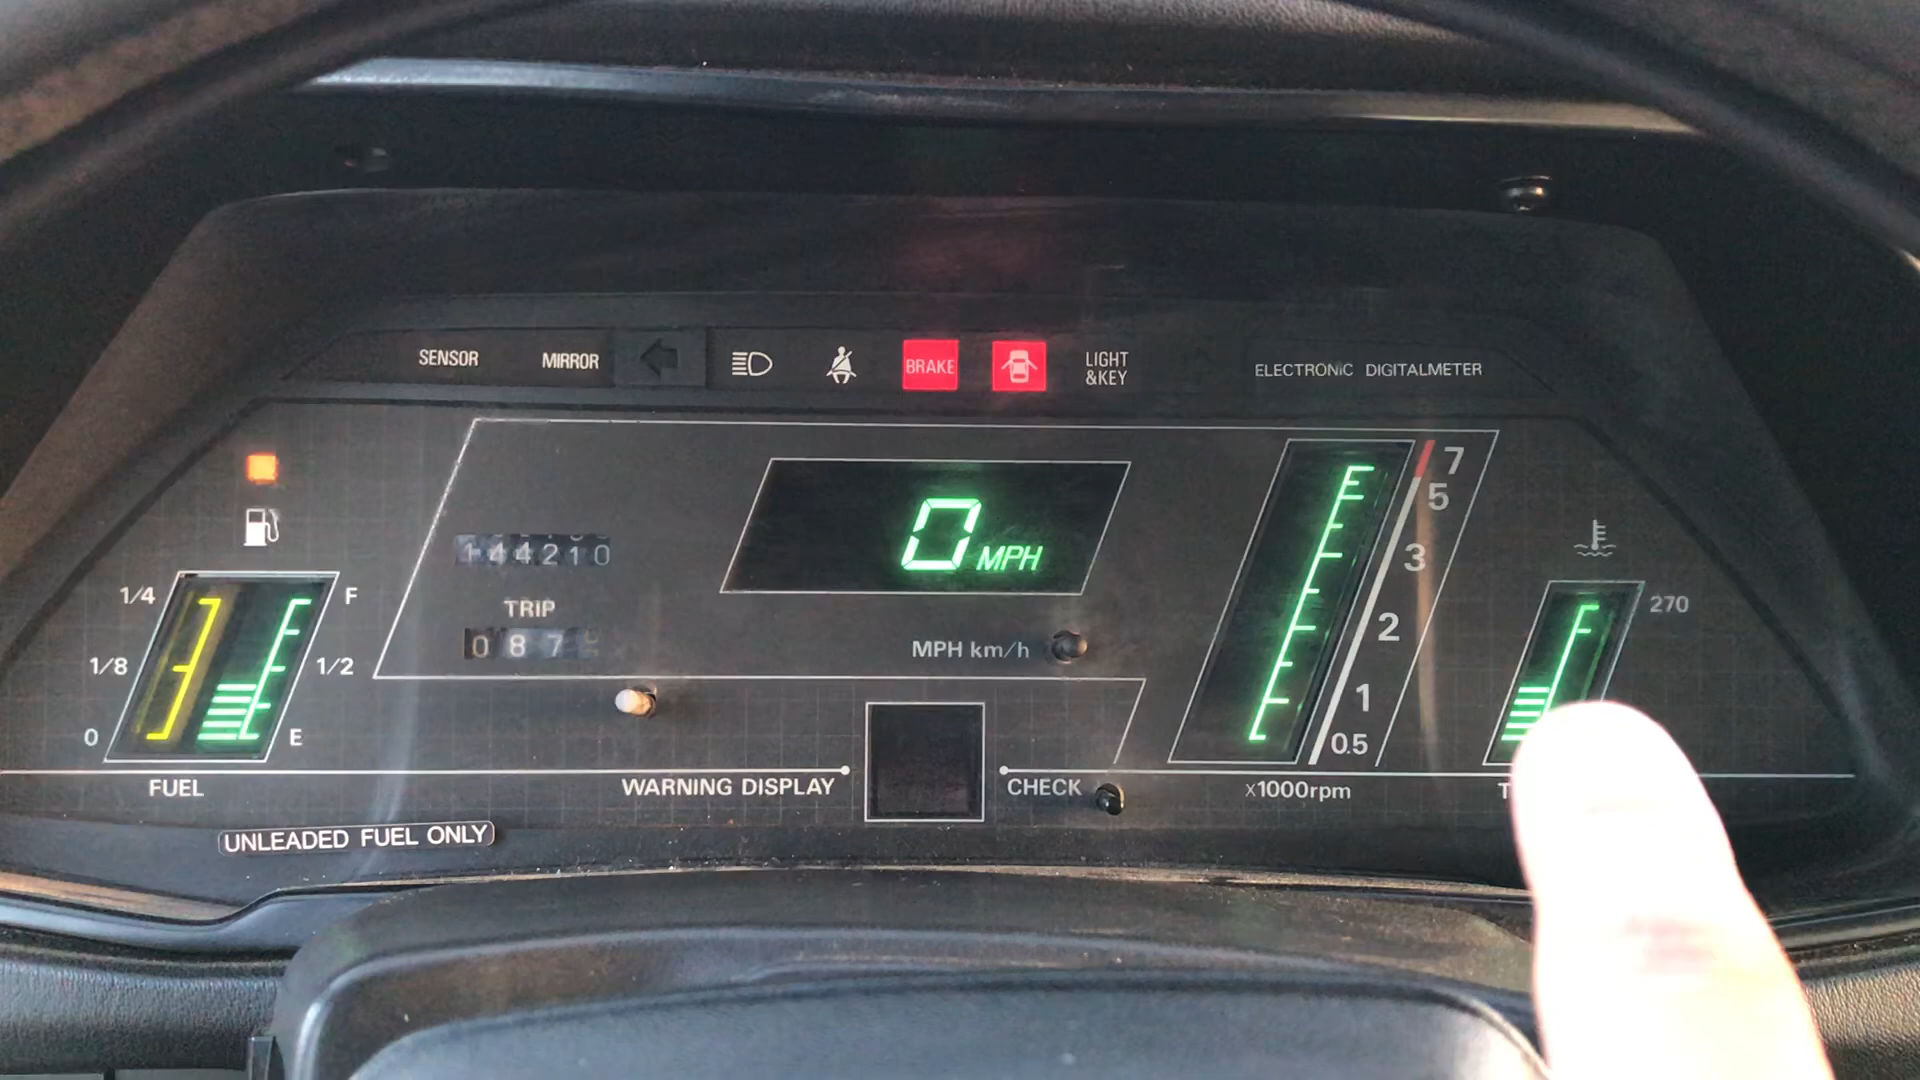 SENSOR
MIRROR
BRAKE
LIGHT
&KEY
ELECTRONIC DIGITALMETER
7
5
3
2
1
0.5
x1000rpm
144210
TRIP
087
0 MPH
MPH km/h
1/4
1/8
0
F
1/2
E
FUEL
270
WARNING DISPLAY
CHECK
UNLEADED FUEL ONLY